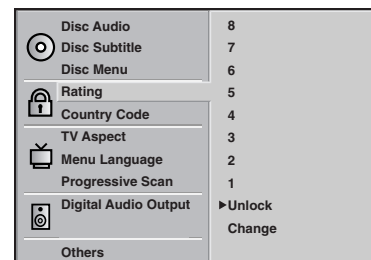 Disc Audio
Disc Subtitle
Disc Menu
Rating
Country Code
TV Aspect
Menu Language
Progressive Scan
Digital Audio Output
Others
8
7
6
5
4
3
2
1
Unlock
Change